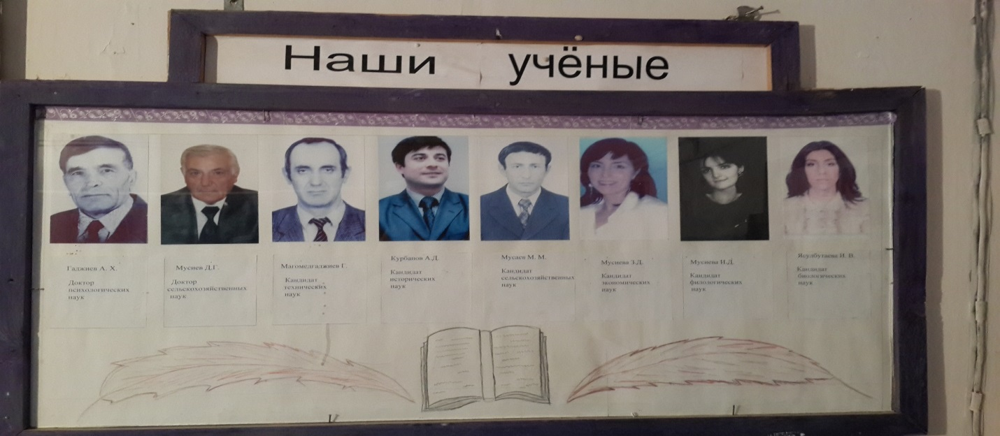 Наши учёные
Гаджиев А. Х.
Доктор
психологических
наук
Мусиев Д.Г.
Доктор
сельскохозяйственных
наук
Магомедгаджиев Г.
Кандидат
технических
наук
Курбанов А.Д.
Кандидат
исторических
наук
Мусаев М. М.
Кандидат
сельскохозяйственных
наук
Мусиева З.Д.
Кандидат
экономических
наук
Мусиева И.Д.
Кандидат
филологических
наук
Ясулбутаева И. В.
Кандидат
биологических
наук